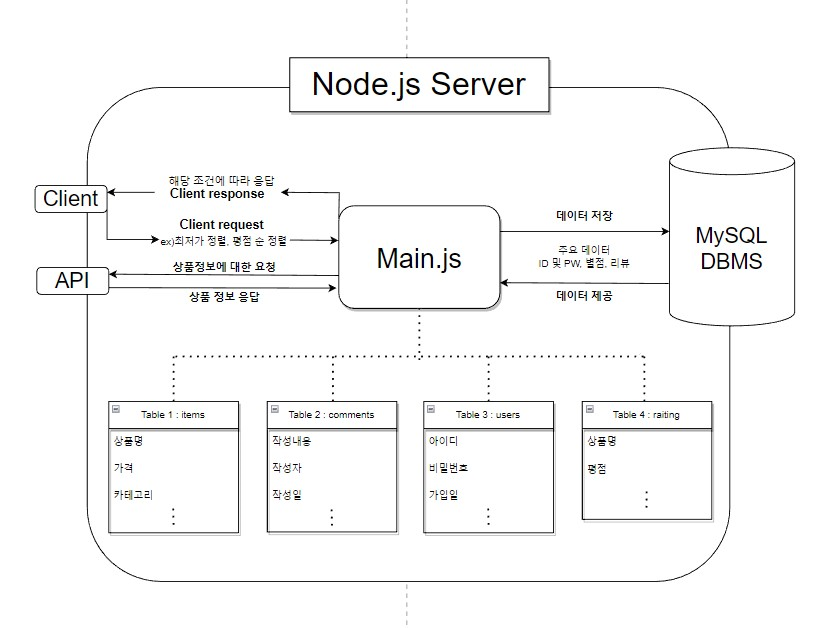 Node.js Server
해당 조건에 따라 응답
Client response
Client
Client request
ex)최저가 정렬, 평점 순 정렬
상품정보에 대한 요청
API
상품 정보 응답
Main.js
데이터 저장
주요 데이터
ID 및 PW, 별점, 리뷰
데이터 제공
MySQL
DBMS
Table 1 : items
상품명
가격
카테고리
Table 2 : comments
작성내용
작성자
작성일
Table 3 : users
아이디
비밀번호
가입일
Table 4 : raiting
상품명
평점